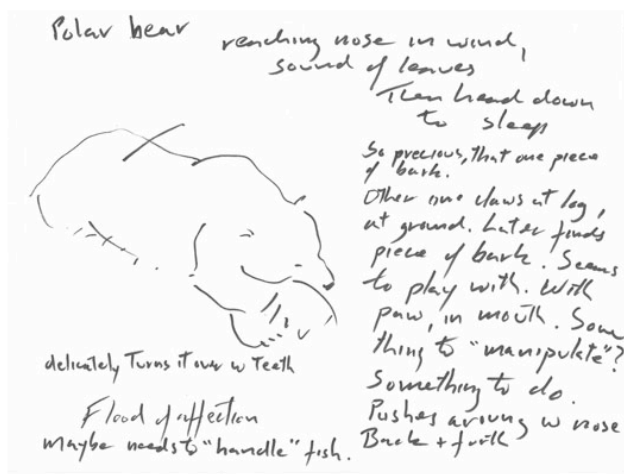 Polar bear
reaching nose in wind,
sound of leaves
Then head down
to sleep
So precious, that one piece
of bark.
Other one claws at log,
at ground. Later finds
piece of bark. Seems
to play with. With
paw, in mouth. Some
thing to "manipulate"?
Something to do.
Pushes around w nose
Back + forth
delicately Turns it over w Teeth
Flood of affection
Maybe needs to "handle" fish.